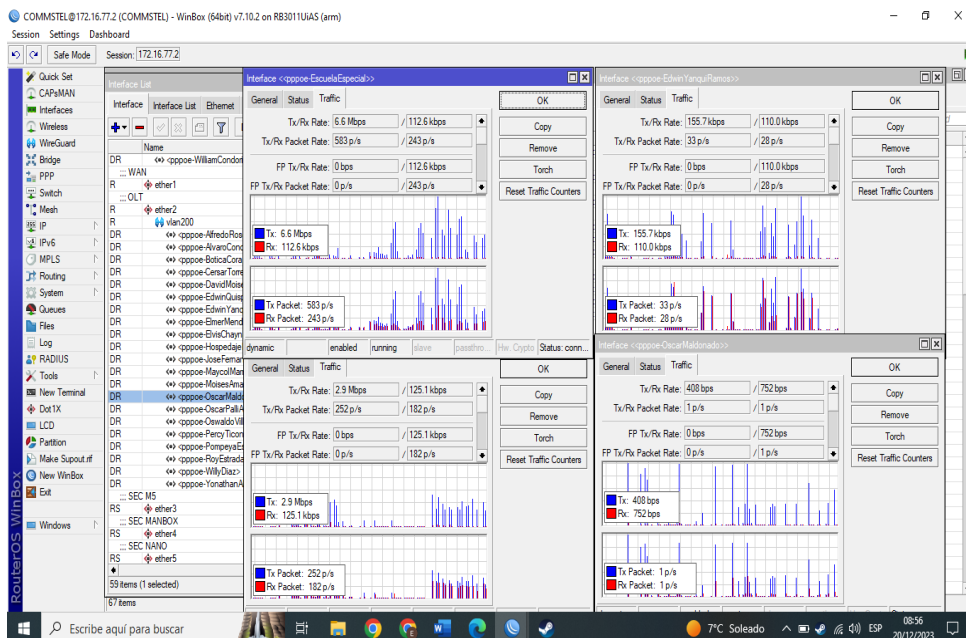 COMMSTEL@172.16.77.2 (COMMSTEL) - WinBox (64bit) v7.10.2 on RB3011UiAS (arm)
Session Settings Dashboard
Safe Mode Session: 172.16.77.2
Quick Set
CAPsMAN
Interfaces
Wireless
WireGuard
Bridge
PPP
Switch
Mesh
IP
IPv6
MPLS
Routing
System
Queues
Files
Log
RADIUS
Tools
New Terminal
Dot1X
LCD
Partition
Make Supout.rif
New WinBox
Exit
Windows
RouterOS WinBox
Interface List
Interface Interface List Ethernet
Name
DR <pppoe-WilliamCondor
::: WAN
R ether1
::: OLT
R ether2
R vlan200
DR <pppoe-AlfredoRos
DR <pppoe-AlvaroConc
DR <pppoe-BoticaCora
DR <pppoe-CersarTorre
DR <pppoe-DavidMoise
DR <pppoe-EdwinQuisp
DR <pppoe-EdwinYanq
DR <pppoe-ElmerMend
DR <pppoe-ElvisChayn
DR <pppoe-Hospedaje
DR <pppoe-JoseFernar
DR <pppoe-MaycolMan
DR <pppoe-MoisesAma
DR <pppoe-OscarMaldo
DR <pppoe-OscarPalliA
DR <pppoe-OswaldoVill
DR <pppoe-PercyTicon
DR <pppoe-PompeyaEs
DR <pppoe-RoyEstrada
DR <pppoe-WillyDiaz>
DR <pppoe-YonathanA
::: SEC M5
RS ether3
::: SEC MANBOX
RS ether4
::: SEC NANO
RS ether5
59 items (1 selected)
67 items
Interface <<pppoe-EscuelaEspecial>>
General Status Traffic
Tx/Rx Rate: 6.6 Mbps / 112.6 kbps
Tx/Rx Packet Rate: 583 p/s / 243 p/s
FP Tx/Rx Rate: 0 bps / 112.6 kbps
FP Tx/Rx Packet Rate: 0 p/s / 243 p/s
OK
Copy
Remove
Torch
Reset Traffic Counters
Tx: 6.6 Mbps
Rx: 112.6 kbps
Tx Packet: 583 p/s
Rx Packet: 243 p/s
dynamic enabled running slave passthro... Hw. Crypto Status: conn...
Interface <<pppoe-EdwinYanquiRamos>>
General Status Traffic
Tx/Rx Rate: 155.7 kbps / 110.0 kbps
Tx/Rx Packet Rate: 33 p/s / 28 p/s
FP Tx/Rx Rate: 0 bps / 110.0 kbps
FP Tx/Rx Packet Rate: 0 p/s / 28 p/s
OK
Copy
Remove
Torch
Reset Traffic Counters
Tx: 155.7 kbps
Rx: 110.0 kbps
Tx Packet: 33 p/s
Rx Packet: 28 p/s
General Status Traffic
Tx/Rx Rate: 2.9 Mbps / 125.1 kbps
Tx/Rx Packet Rate: 252 p/s / 182 p/s
FP Tx/Rx Rate: 0 bps / 125.1 kbps
FP Tx/Rx Packet Rate: 0 p/s / 182 p/s
OK
Copy
Remove
Torch
Reset Traffic Counters
Tx: 2.9 Mbps
Rx: 125.1 kbps
Tx Packet: 252 p/s
Rx Packet: 182 p/s
Interface <<pppoe-OscarMaldonado>>
General Status Traffic
Tx/Rx Rate: 408 bps / 752 bps
Tx/Rx Packet Rate: 1 p/s / 1 p/s
FP Tx/Rx Rate: 0 bps / 752 bps
FP Tx/Rx Packet Rate: 0 p/s / 1 p/s
OK
Copy
Remove
Torch
Reset Traffic Counters
Tx: 408 bps
Rx: 752 bps
Tx Packet: 1 p/s
Rx Packet: 1 p/s
Escribe aquí para buscar
7°C Soleado
ESP
08:56
20/12/2023